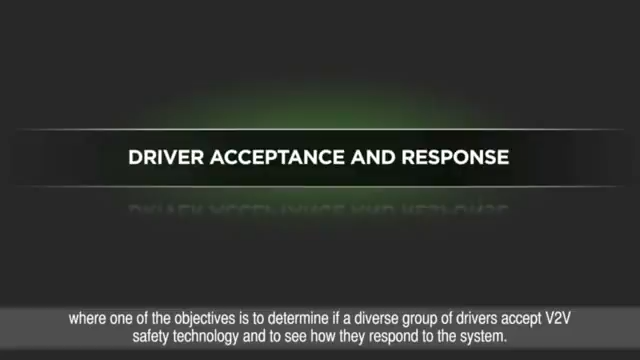 DRIVER ACCEPTANCE AND RESPONSE
where one of the objectives is to determine if a diverse group of drivers accept V2V
safety technology and to see how they respond to the system.